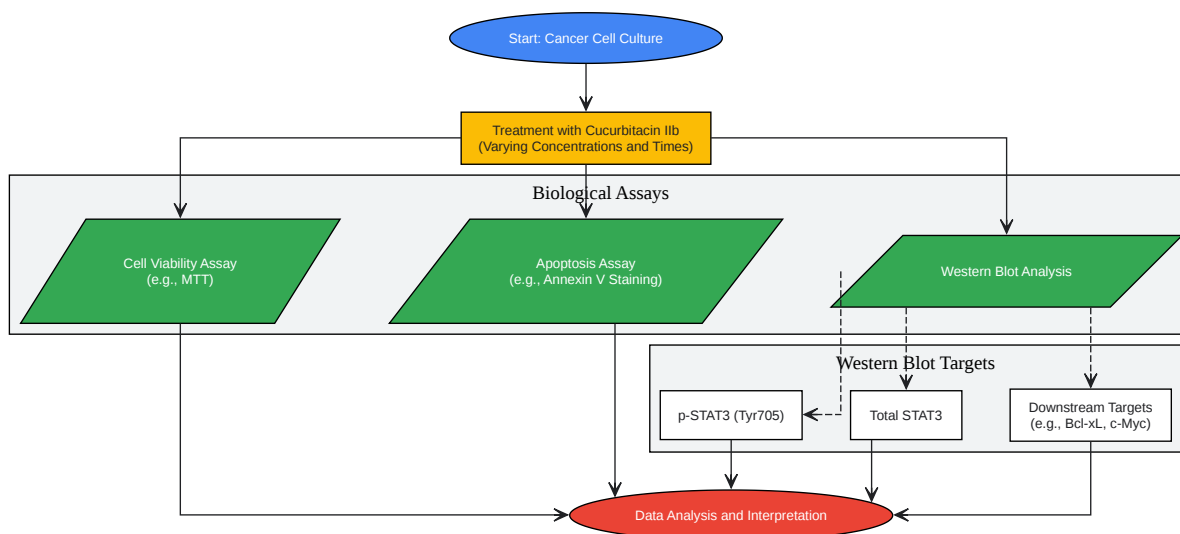 Start: Cancer Cell Culture
Treatment with Cucurbitacin IIb
(Varying Concentrations and Times)
Biological Assays
Cell Viability Assay
(e.g., MTT)
Apoptosis Assay
(e.g., Annexin V Staining)
Western Blot Analysis
Western Blot Targets
p-STAT3 (Tyr705)
Total STAT3
Downstream Targets
(e.g., Bcl-xL, c-Myc)
Data Analysis and Interpretation